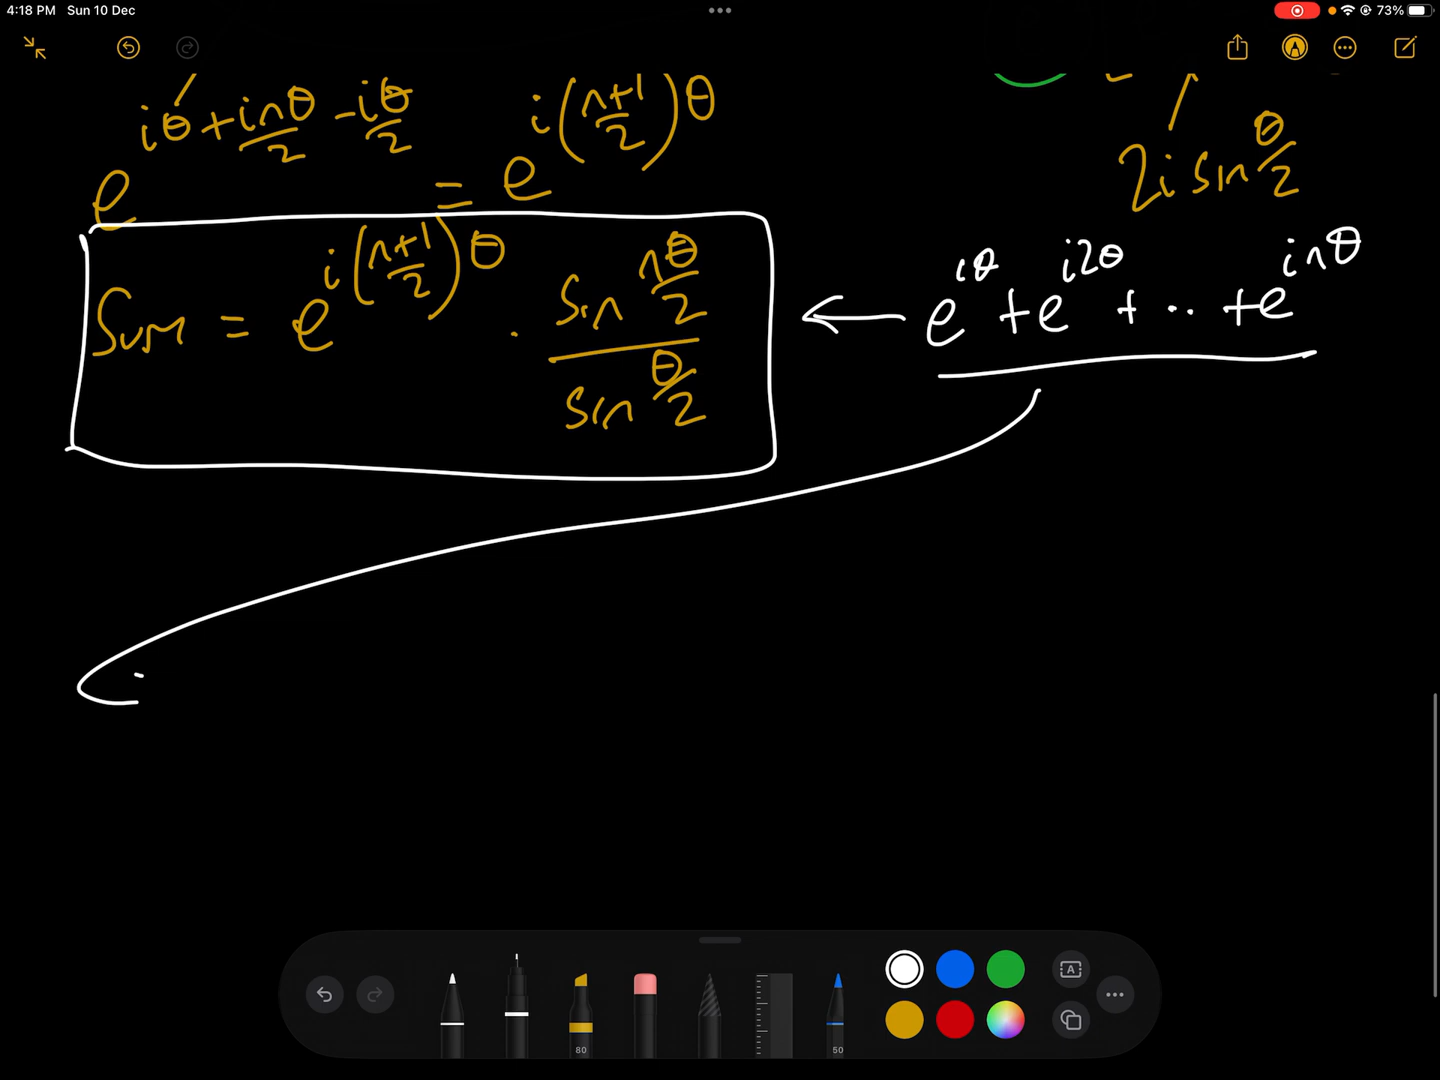 4:18 PM Sun 10 Dec
73%
e^{iθ + inθ/2 - iθ/2} = e^{i(n+1/2)θ}
2i sin θ/2
Sum = e^{i(n+1/2)θ} · sin nθ/2 / sin θ/2 ← e^{iθ} + e^{i2θ} + ·· + e^{inθ}
A
80
50